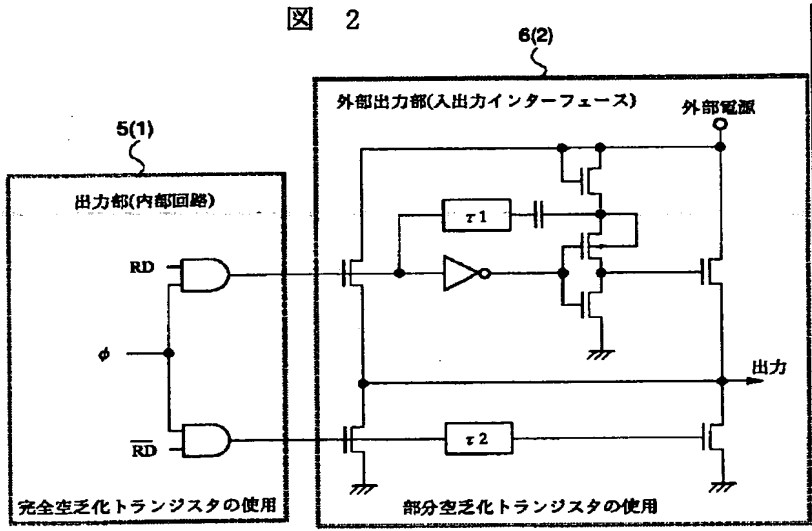 図 2
6(2)
5(1)
外部出力部(入出力インターフェース)
外部電源
出力部(内部回路)
τ1
RD
φ
出力
R̅D̅
τ2
完全空乏化トランジスタの使用
部分空乏化トランジスタの使用